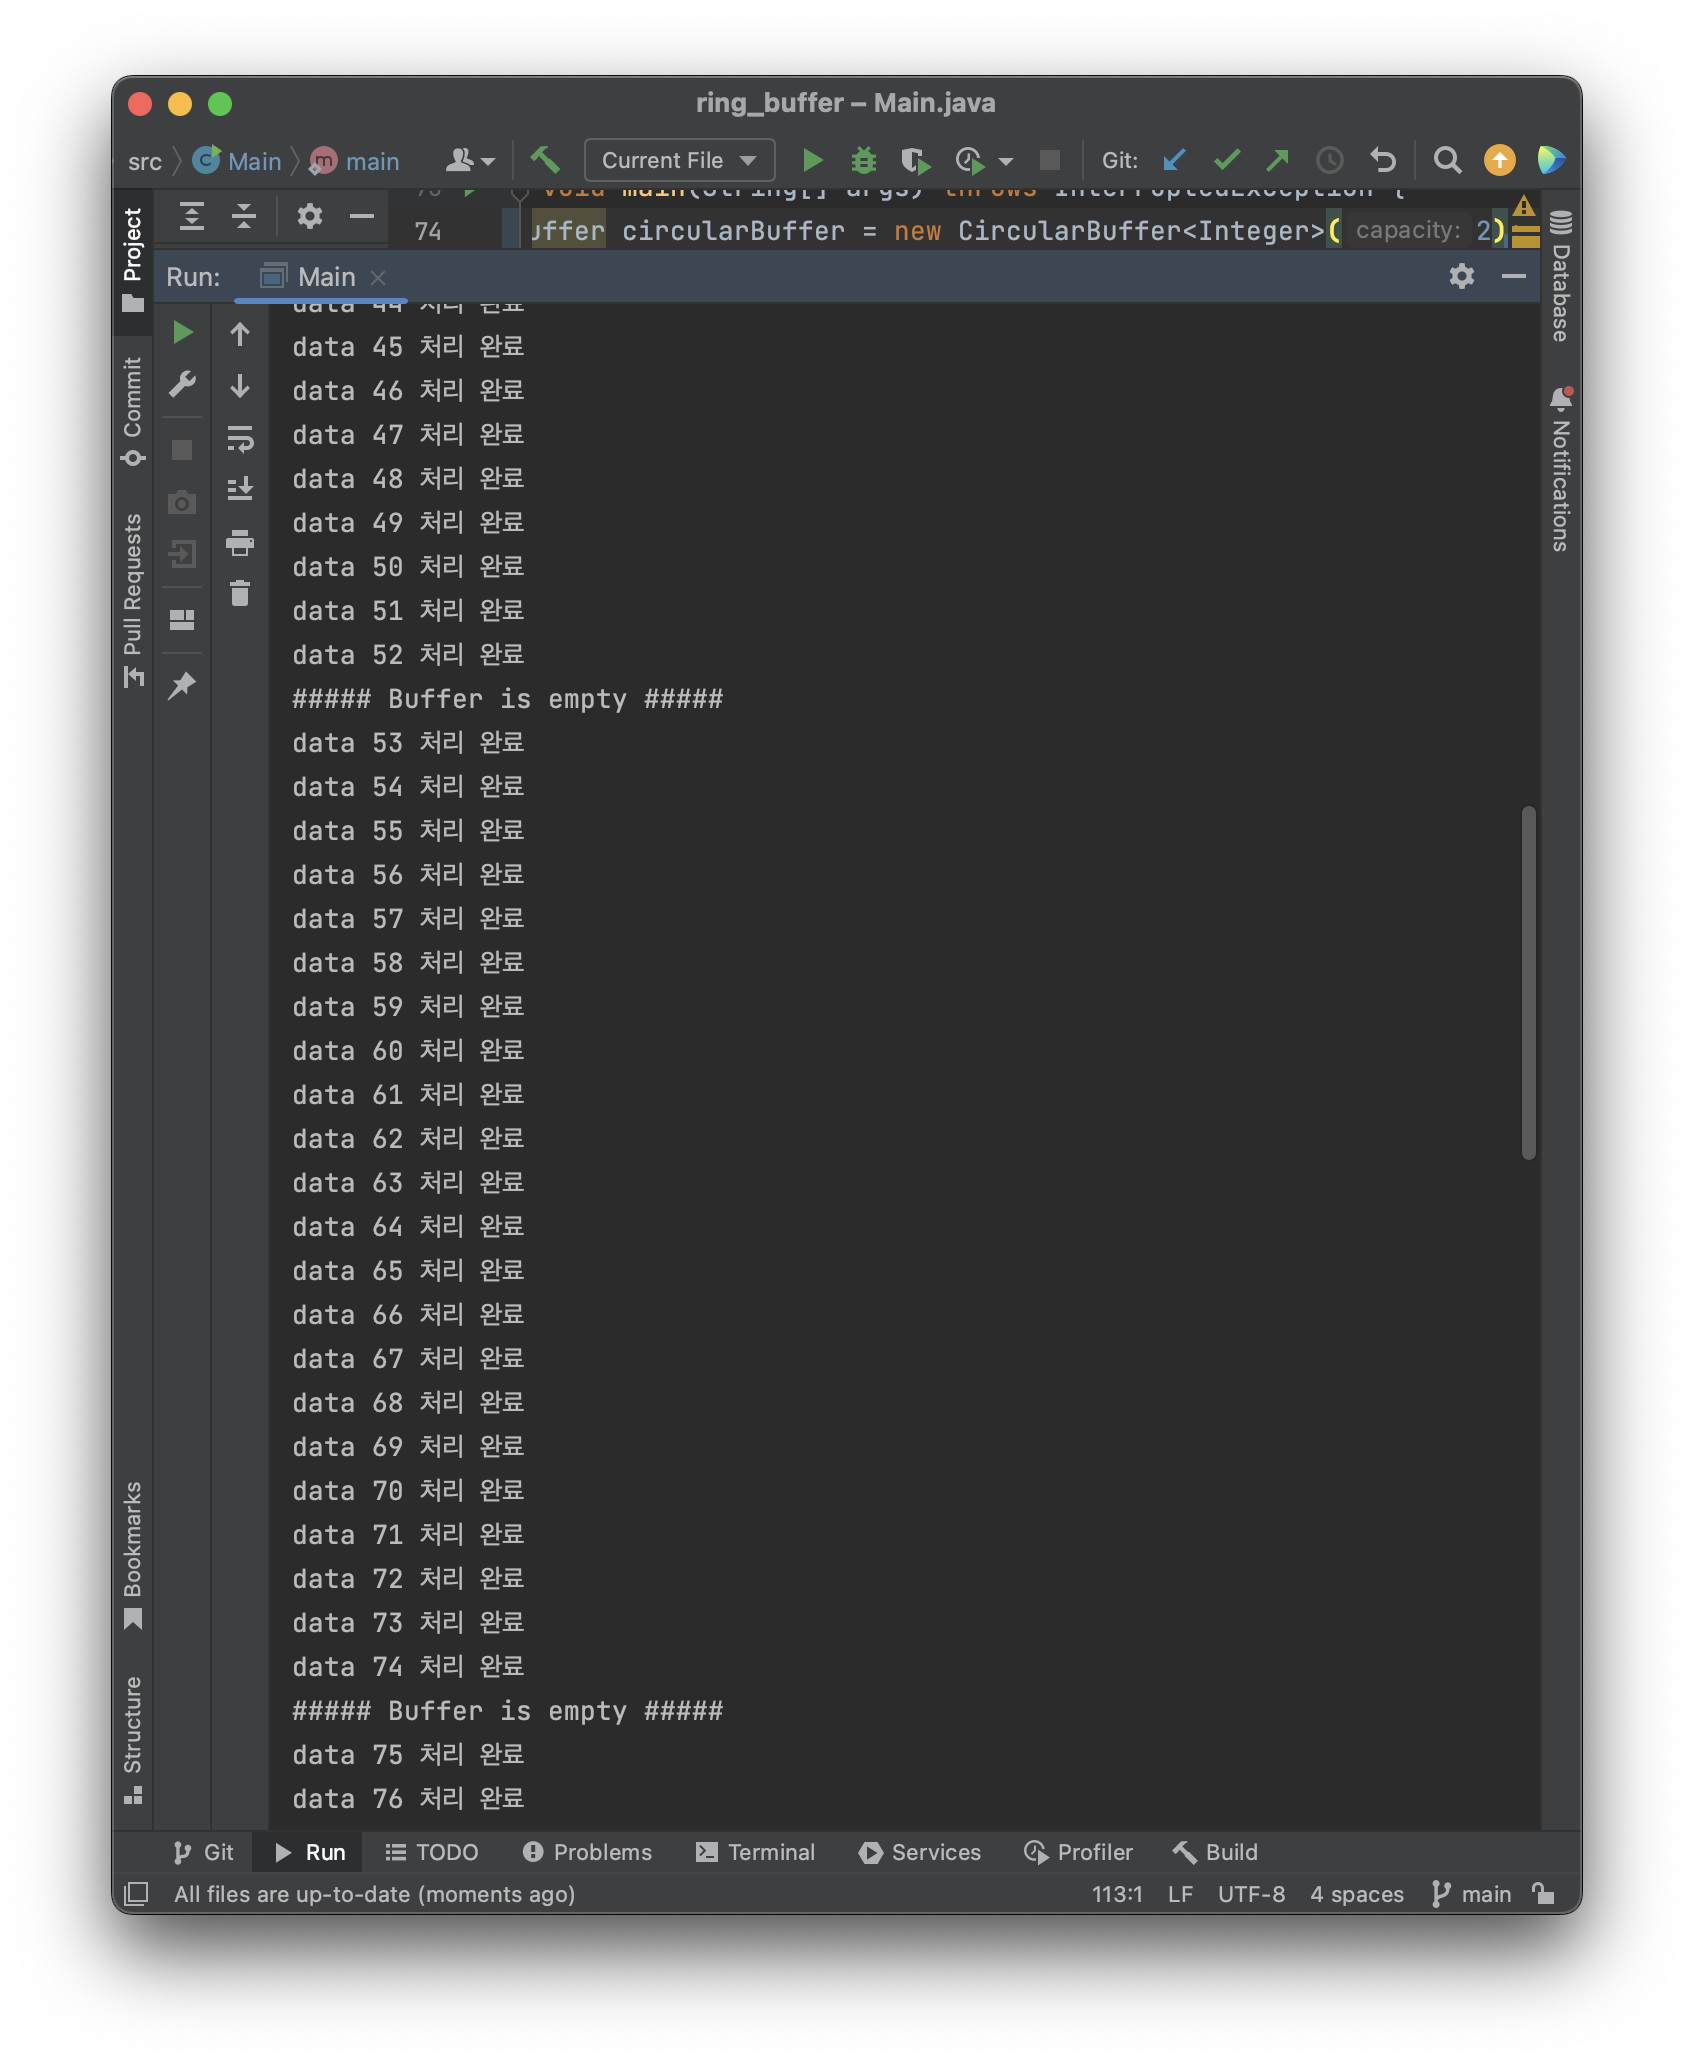 ring_buffer – Main.java
src Main main Current File Git:
void main(String[] args) throws InterruptedException {
74 uffer circularBuffer = new CircularBuffer<Integer>( capacity: 2)
Run: Main
data 44 처리 완료
data 45 처리 완료
data 46 처리 완료
data 47 처리 완료
data 48 처리 완료
data 49 처리 완료
data 50 처리 완료
data 51 처리 완료
data 52 처리 완료
##### Buffer is empty #####
data 53 처리 완료
data 54 처리 완료
data 55 처리 완료
data 56 처리 완료
data 57 처리 완료
data 58 처리 완료
data 59 처리 완료
data 60 처리 완료
data 61 처리 완료
data 62 처리 완료
data 63 처리 완료
data 64 처리 완료
data 65 처리 완료
data 66 처리 완료
data 67 처리 완료
data 68 처리 완료
data 69 처리 완료
data 70 처리 완료
data 71 처리 완료
data 72 처리 완료
data 73 처리 완료
data 74 처리 완료
##### Buffer is empty #####
data 75 처리 완료
data 76 처리 완료
Project
Commit
Pull Requests
Bookmarks
Structure
Database
Notifications
Git Run TODO Problems Terminal Services Profiler Build
All files are up-to-date (moments ago) 113:1 LF UTF-8 4 spaces main